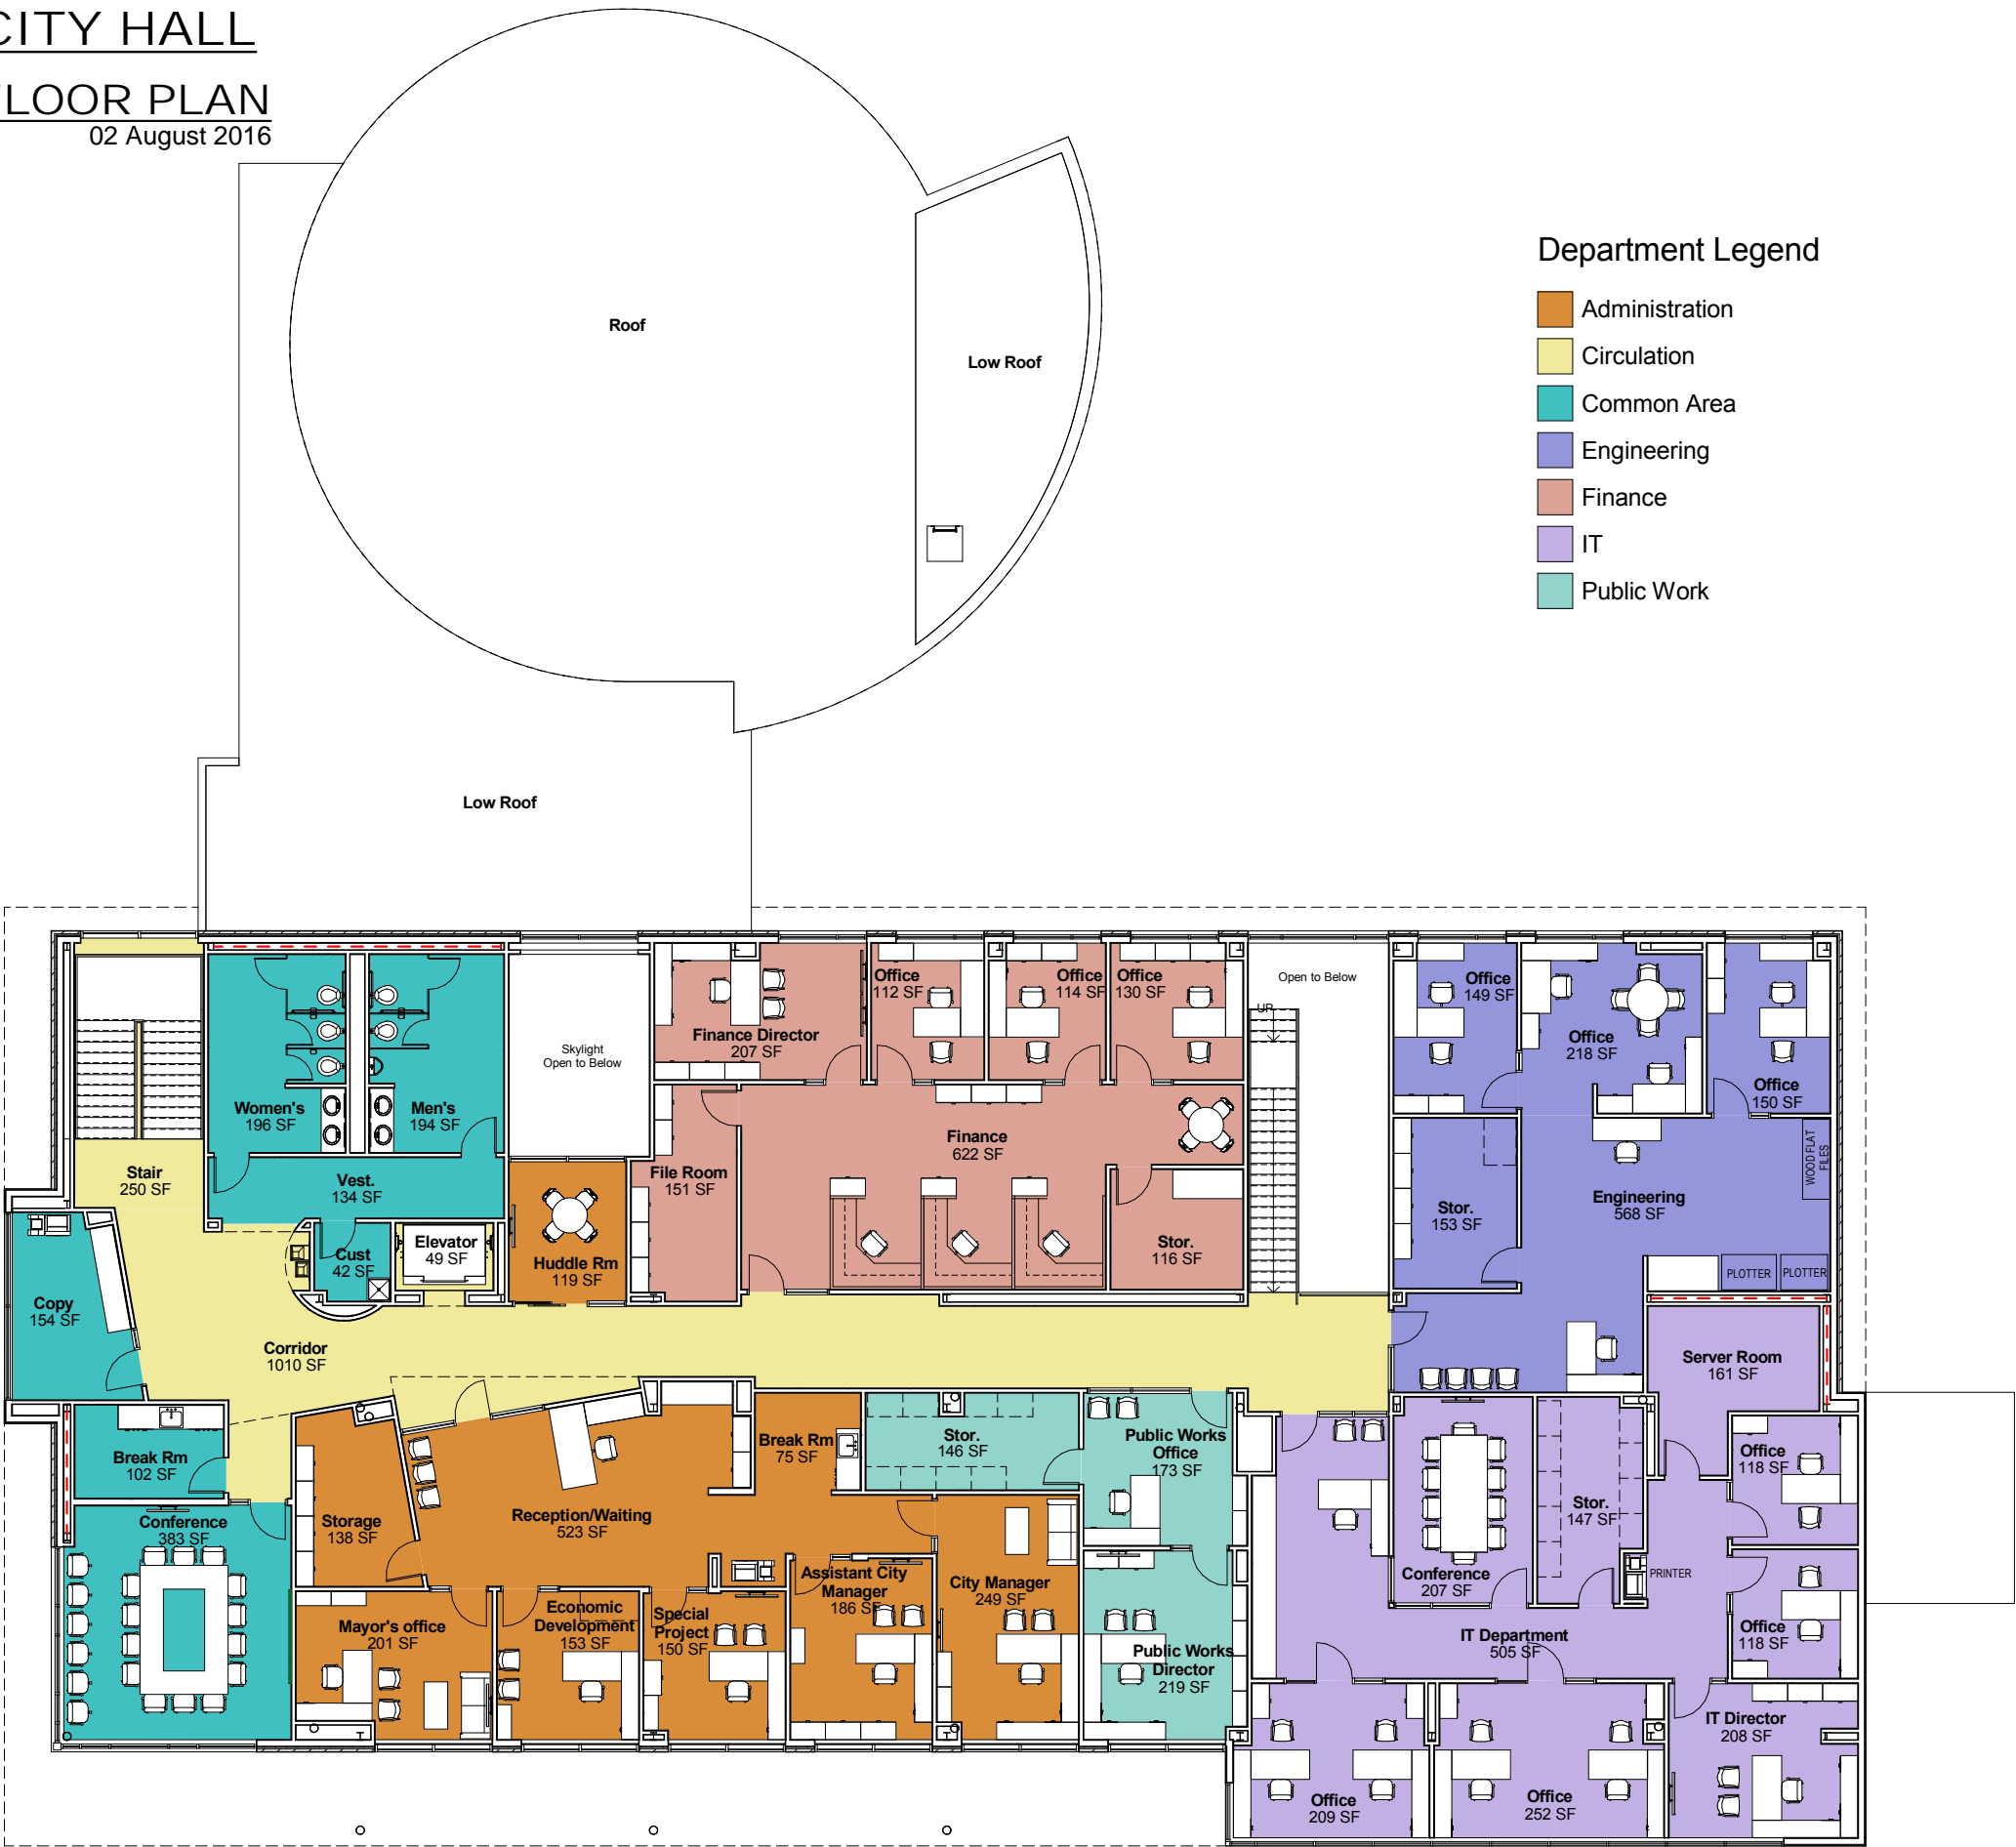 CITY HALL
FLOOR PLAN
02 August 2016
Roof
Low Roof
Low Roof
Department Legend
Administration
Circulation
Common Area
Engineering
Finance
IT
Public Work
Stair
250 SF
Women's
196 SF
Men's
194 SF
Vest.
134 SF
Skylight
Open to Below
Finance Director
207 SF
Office
112 SF
Office
114 SF
Office
130 SF
Open to Below
UP
Office
149 SF
Office
218 SF
Office
150 SF
WOOD FLAT
FILES
File Room
151 SF
Finance
622 SF
Stor.
116 SF
Stor.
153 SF
Engineering
568 SF
PLOTTER
PLOTTER
Copy
154 SF
Cust
42 SF
Elevator
49 SF
Huddle Rm
119 SF
Corridor
1010 SF
Server Room
161 SF
Break Rm
102 SF
Conference
383 SF
Storage
138 SF
Reception/Waiting
523 SF
Break Rm
75 SF
Stor.
146 SF
Public Works
Office
173 SF
Conference
207 SF
Stor.
147 SF
PRINTER
Office
118 SF
Office
118 SF
Mayor's office
201 SF
Economic
Development
153 SF
Special
Project
150 SF
Assistant City
Manager
186 SF
City Manager
249 SF
Public Works
Director
219 SF
IT Department
505 SF
Office
209 SF
Office
252 SF
IT Director
208 SF